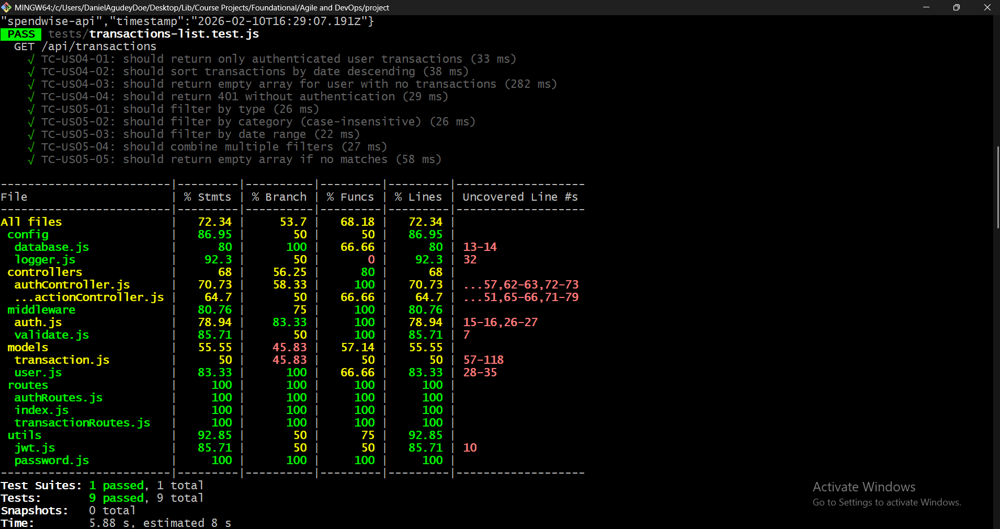 MINGW64:/c/Users/DanielAgudeyDoe/Desktop/Lib/Course Projects/Foundational/Agile and DevOps/project
"spendwise-api","timestamp":"2026-02-10T16:29:07.191Z"}
PASS tests/transactions-list.test.js
GET /api/transactions
√ TC-US04-01: should return only authenticated user transactions (33 ms)
√ TC-US04-02: should sort transactions by date descending (38 ms)
√ TC-US04-03: should return empty array for user with no transactions (282 ms)
√ TC-US04-04: should return 401 without authentication (29 ms)
√ TC-US05-01: should filter by type (26 ms)
√ TC-US05-02: should filter by category (case-insensitive) (26 ms)
√ TC-US05-03: should filter by date range (22 ms)
√ TC-US05-04: should combine multiple filters (27 ms)
√ TC-US05-05: should return empty array if no matches (58 ms)
-------------------------|---------|----------|---------|---------|-------------------
File | % Stmts | % Branch | % Funcs | % Lines | Uncovered Line #s
-------------------------|---------|----------|---------|---------|-------------------
All files | 72.34 | 53.7 | 68.18 | 72.34 |
config | 86.95 | 50 | 50 | 86.95 |
database.js | 80 | 100 | 66.66 | 80 | 13-14
logger.js | 92.3 | 50 | 0 | 92.3 | 32
controllers | 68 | 56.25 | 80 | 68 |
authController.js | 70.73 | 58.33 | 100 | 70.73 | ...57,62-63,72-73
...actionController.js | 64.7 | 50 | 66.66 | 64.7 | ...51,65-66,71-79
middleware | 80.76 | 75 | 100 | 80.76 |
auth.js | 78.94 | 83.33 | 100 | 78.94 | 15-16,26-27
validate.js | 85.71 | 50 | 100 | 85.71 | 7
models | 55.55 | 45.83 | 57.14 | 55.55 |
transaction.js | 50 | 45.83 | 50 | 50 | 57-118
user.js | 83.33 | 100 | 66.66 | 83.33 | 28-35
routes | 100 | 100 | 100 | 100 |
authRoutes.js | 100 | 100 | 100 | 100 |
index.js | 100 | 100 | 100 | 100 |
transactionRoutes.js | 100 | 100 | 100 | 100 |
utils | 92.85 | 50 | 75 | 92.85 |
jwt.js | 85.71 | 50 | 50 | 85.71 | 10
password.js | 100 | 100 | 100 | 100 |
-------------------------|---------|----------|---------|---------|-------------------
Test Suites: 1 passed, 1 total
Tests: 9 passed, 9 total
Snapshots: 0 total
Time: 5.88 s, estimated 8 s
Activate Windows
Go to Settings to activate Windows.